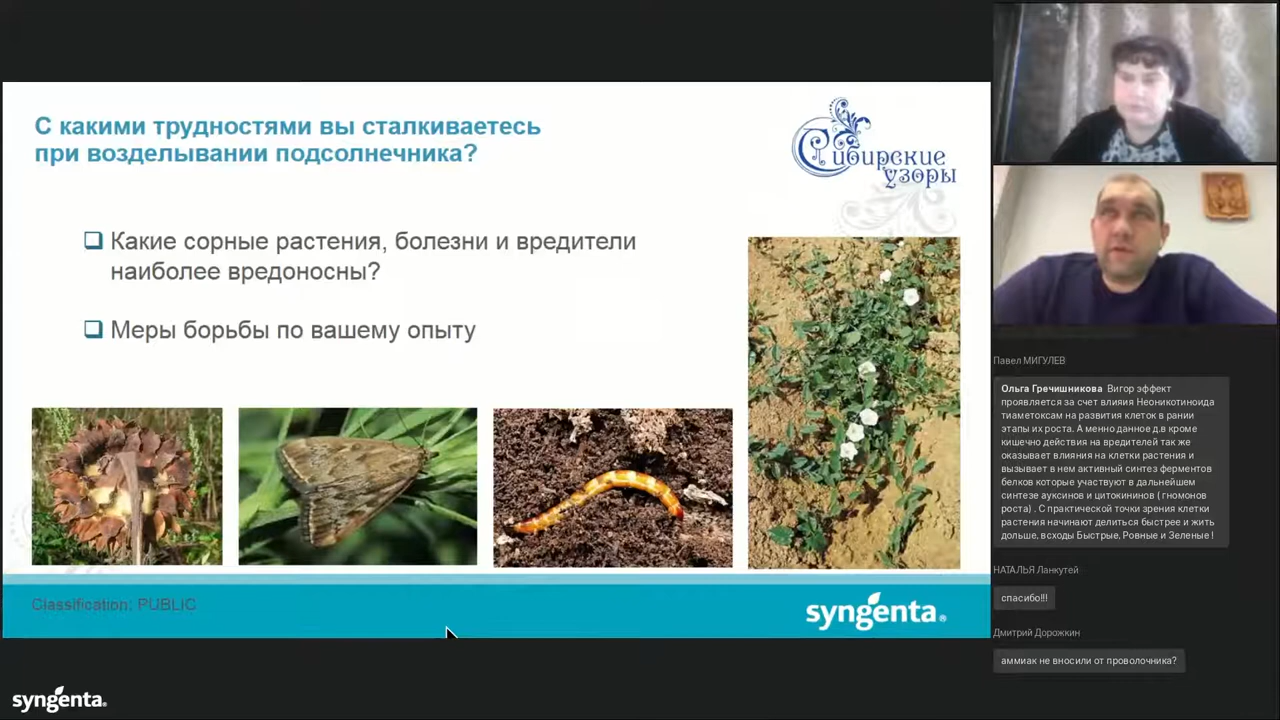 С какими трудностями вы сталкиваетесь
при возделывании подсолнечника?
Сибирские
узоры
Какие сорные растения, болезни и вредители
наиболее вредоносны?
Меры борьбы по вашему опыту
Classification: PUBLIC
syngenta®
syngenta®
Павел МИГУЛЕВ
Ольга Гречишникова Вигор эффект
проявляется за счет влияия Неоникотиноида
тиаметоксам на развития клеток в рании
этапы их роста. А менно данное д.в кроме
кишечно действия на вредителей так же
оказывает влияния на клетки растения и
вызывает в нем активный синтез ферментов
белков которые участвуют в дальнейшем
синтезе ауксинов и цитокининов ( гномонов
роста) . С практической точки зрения клетки
растения начинают делиться быстрее и жить
дольше. всходы Быстрые, Ровные и Зеленые !
НАТАЛЬЯ Ланкутей
спасибо!!!
Дмитрий Дорожкин
аммиак не вносили от проволочника?